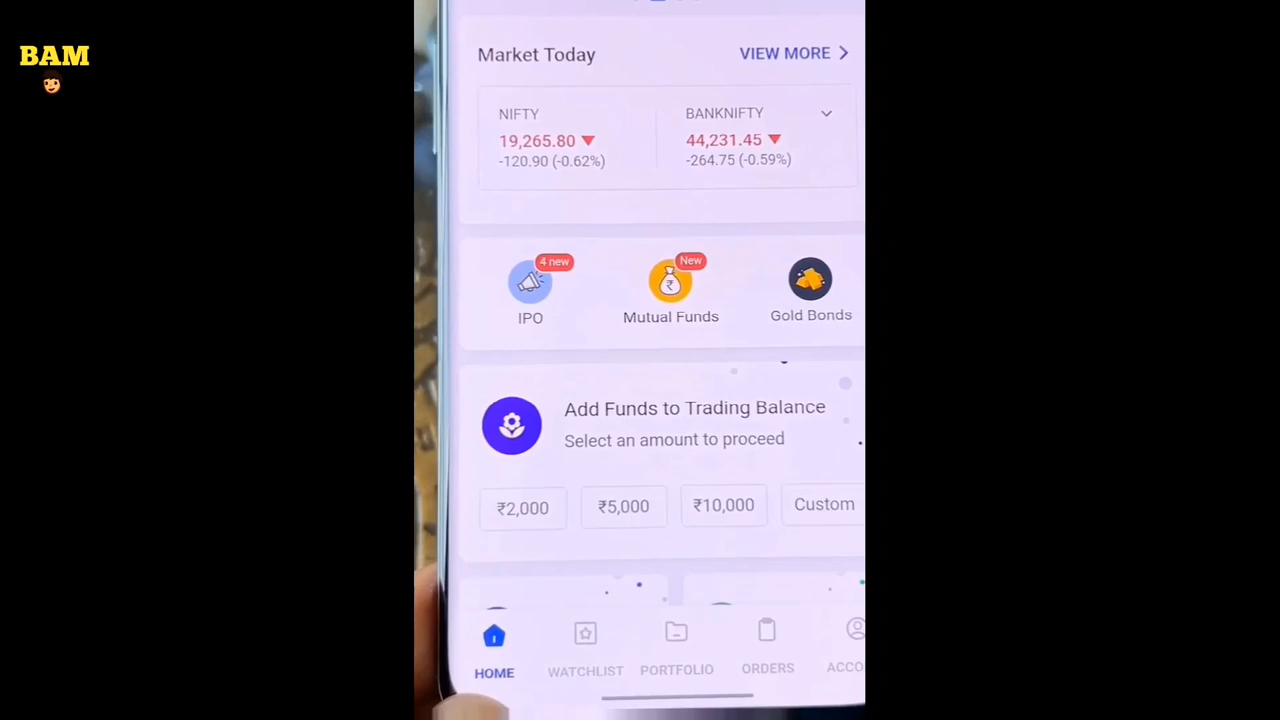 BAM
Market Today
VIEW MORE
NIFTY
BANKNIFTY
19,265.80
44,231.45
-120.90 (-0.62%)
-264.75 (-0.59%)
4 new
New
IPO
Mutual Funds
Gold Bonds
Add Funds to Trading Balance
Select an amount to proceed
₹2,000
₹5,000
₹10,000
Custom
HOME
WATCHLIST
PORTFOLIO
ORDERS
ACCO